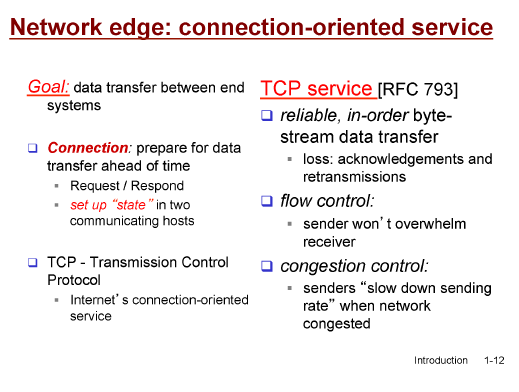 Network edge: connection-oriented service
Goal: data transfer between end
systems
Connection: prepare for data
transfer ahead of time
Request / Respond
set up “state” in two
communicating hosts
TCP - Transmission Control
Protocol
Internet’s connection-oriented
service
TCP service [RFC 793]
reliable, in-order byte-
stream data transfer
loss: acknowledgements and
retransmissions
flow control:
sender won’t overwhelm
receiver
congestion control:
senders “slow down sending
rate” when network
congested
Introduction 1-12